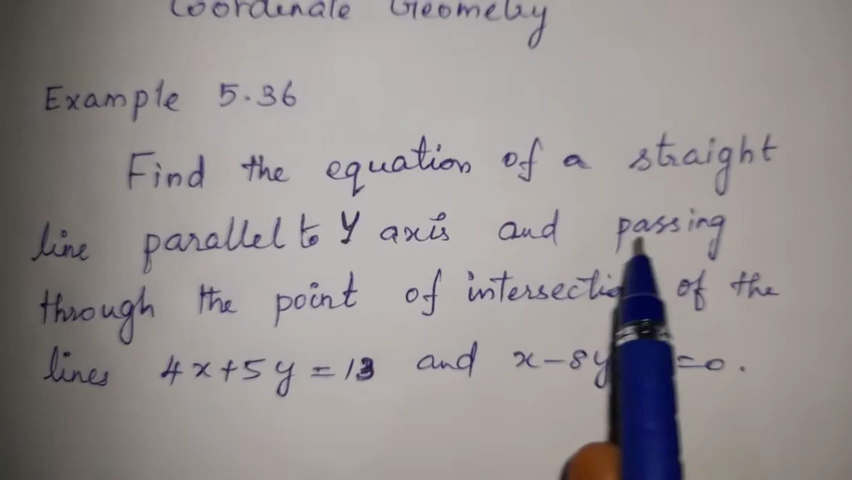 Coordinate Geometry
Example 5.36
Find the equation of a straight
line parallel to Y axis and passing
through the point of intersection of the
lines 4x+5y=13 and x-8y =0.